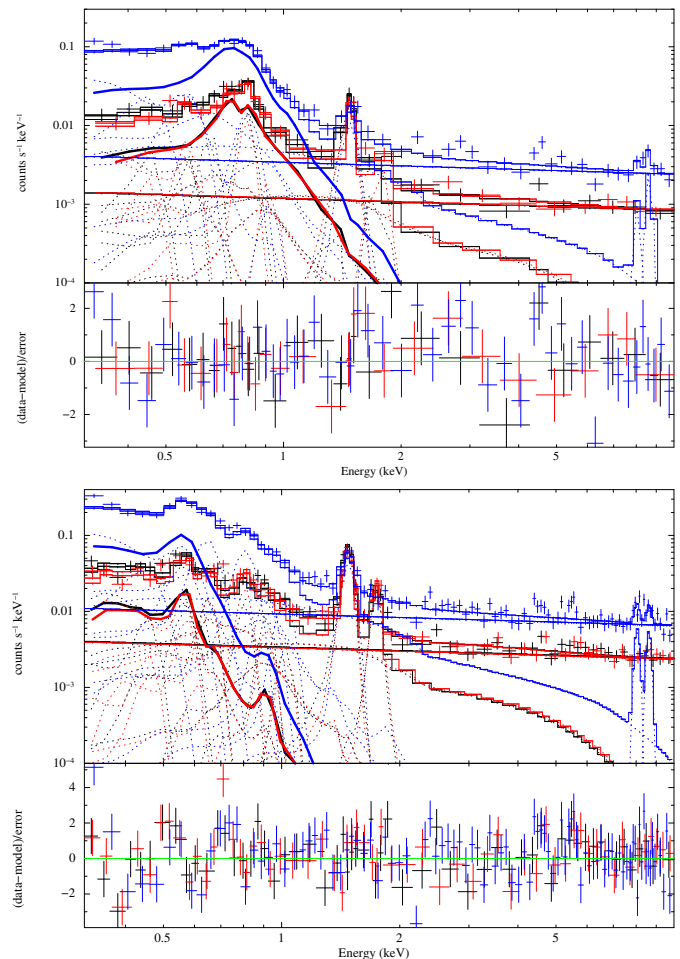 0.1
0.01
10⁻³
10⁻⁴
counts s⁻¹ keV⁻¹
2
0
−2
(data−model)/error
0.5 1 2 5
Energy (keV)
0.1
0.01
10⁻³
10⁻⁴
counts s⁻¹ keV⁻¹
4
2
0
−2
(data−model)/error
0.5 1 2 5
Energy (keV)